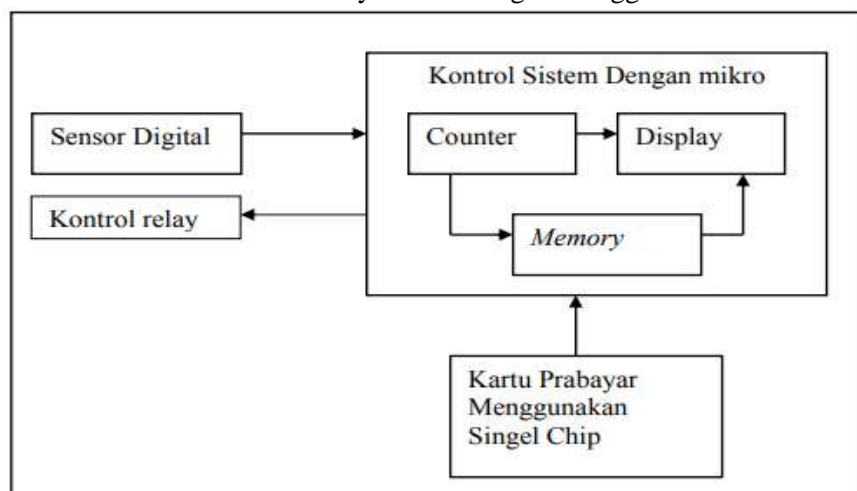 Kontrol Sistem Dengan mikro
Sensor Digital
Counter
Display
Kontrol relay
Memory
Kartu Prabayar
Menggunakan
Singel Chip